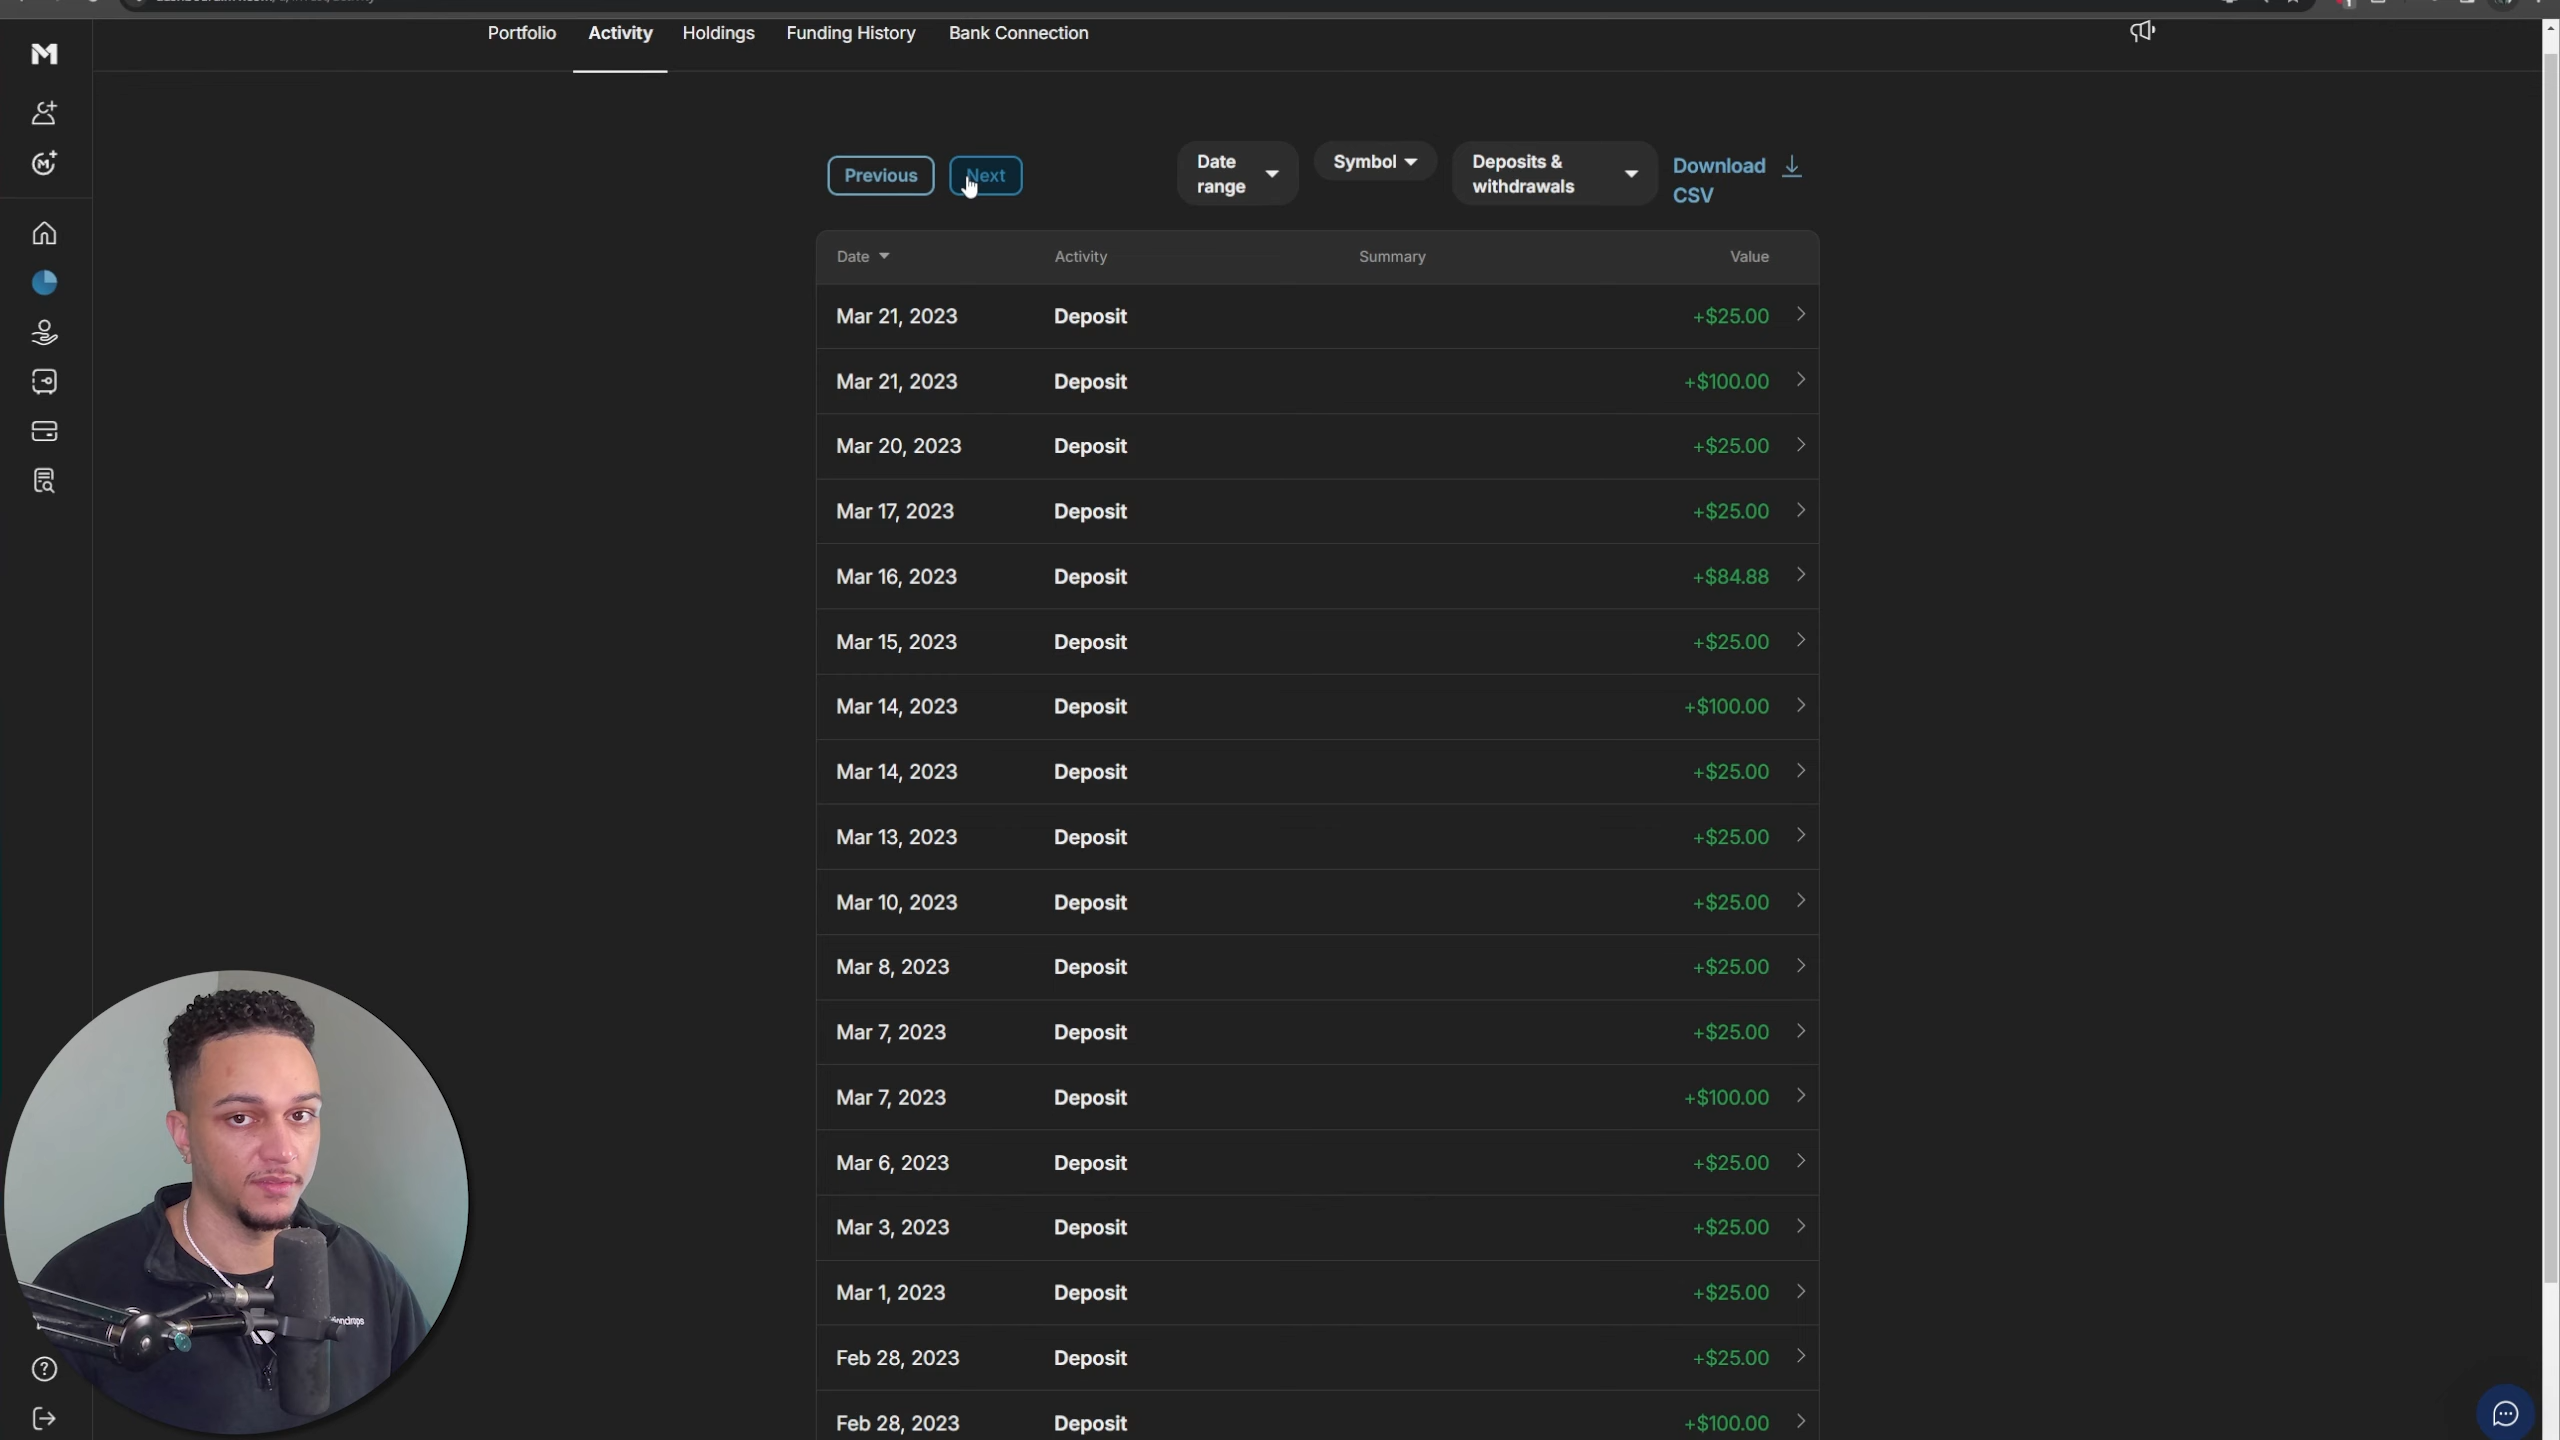 Portfolio Activity Holdings Funding History Bank Connection
Previous Next Date range Symbol Deposits & withdrawals Download CSV
Date Activity Summary Value
Mar 21, 2023 Deposit +$25.00
Mar 21, 2023 Deposit +$100.00
Mar 20, 2023 Deposit +$25.00
Mar 17, 2023 Deposit +$25.00
Mar 16, 2023 Deposit +$84.88
Mar 15, 2023 Deposit +$25.00
Mar 14, 2023 Deposit +$100.00
Mar 14, 2023 Deposit +$25.00
Mar 13, 2023 Deposit +$25.00
Mar 10, 2023 Deposit +$25.00
Mar 8, 2023 Deposit +$25.00
Mar 7, 2023 Deposit +$25.00
Mar 7, 2023 Deposit +$100.00
Mar 6, 2023 Deposit +$25.00
Mar 3, 2023 Deposit +$25.00
Mar 1, 2023 Deposit +$25.00
Feb 28, 2023 Deposit +$25.00
Feb 28, 2023 Deposit +$100.00